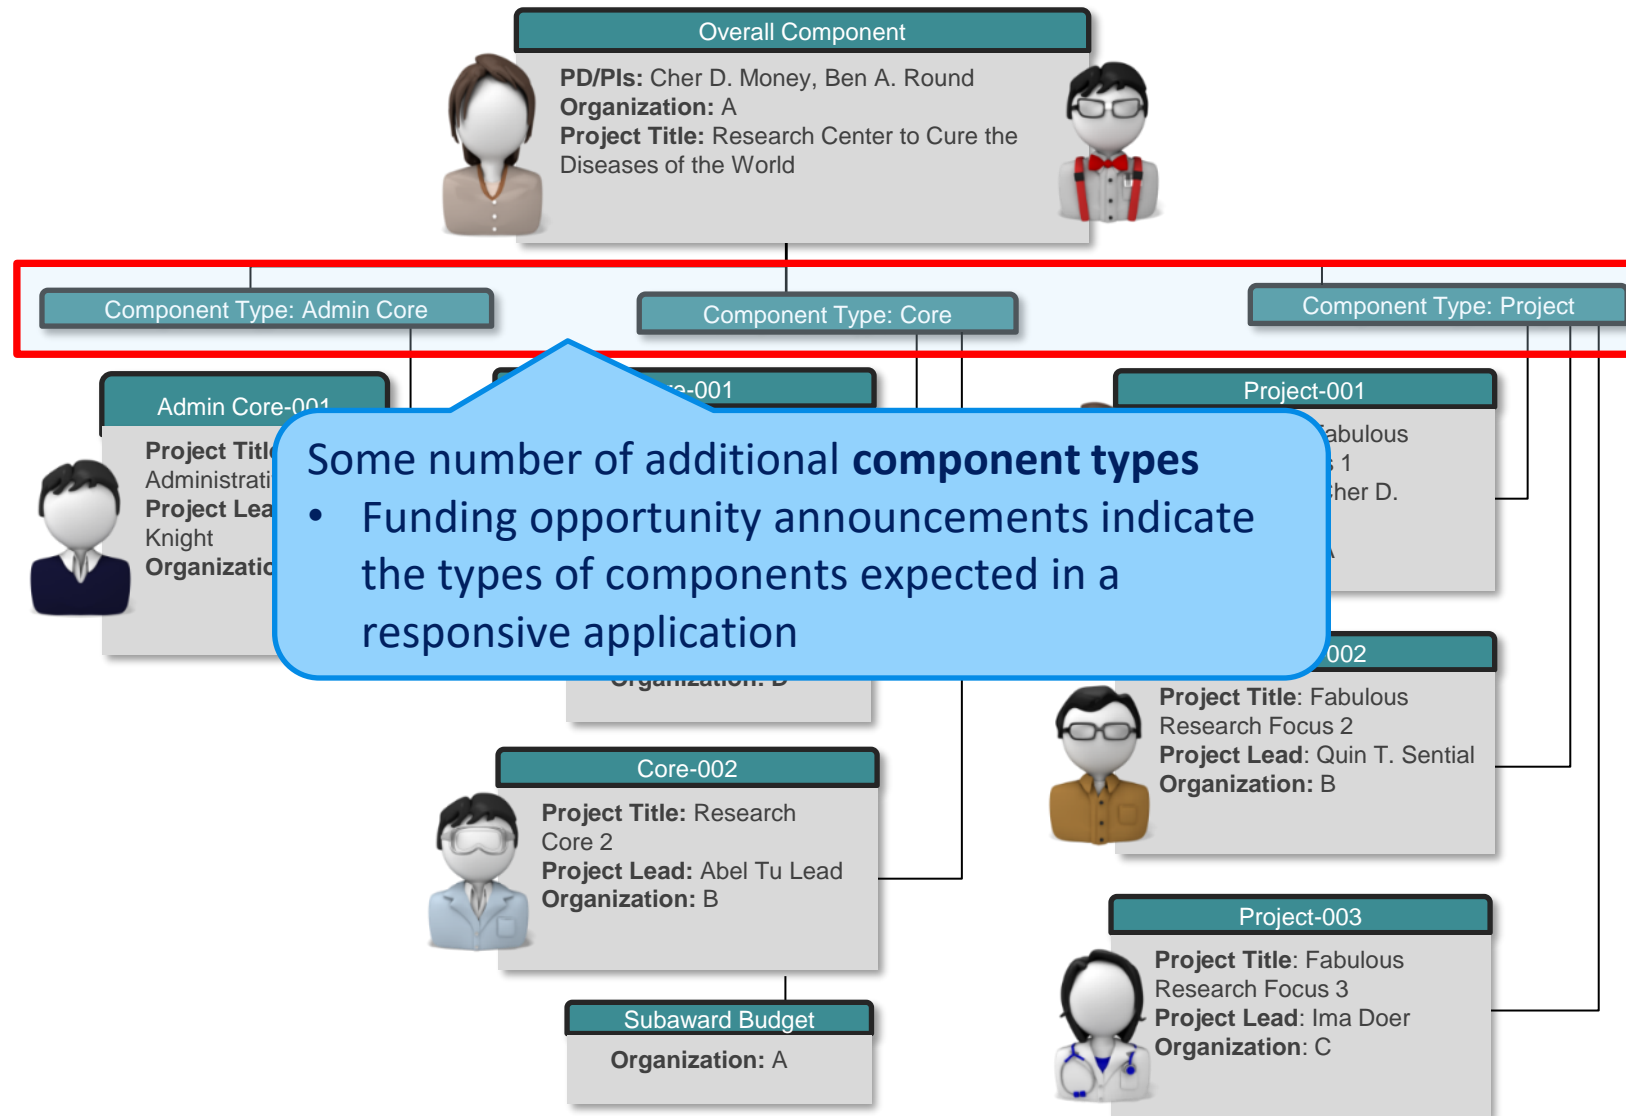 Overall Component
PD/PIs: Cher D. Money, Ben A. Round
Organization: A
Project Title: Research Center to Cure the
Diseases of the World
Component Type: Admin Core
Component Type: Core
Component Type: Project
Admin Core-001
Project Title
Knight
Some number of additional component types
• Funding opportunity announcements indicate
the types of components expected in a
responsive application
Organization: D
Core-002
Project Title: Research
Core 2
Project Lead: Abel Tu Lead
Organization: B
Subaward Budget
Organization: A
Project-001
1
Cher D.
002
Project Title: Fabulous
Research Focus 2
Project Lead: Quin T. Sential
Organization: B
Project-003
Project Title: Fabulous
Research Focus 3
Project Lead: Ima Doer
Organization: C